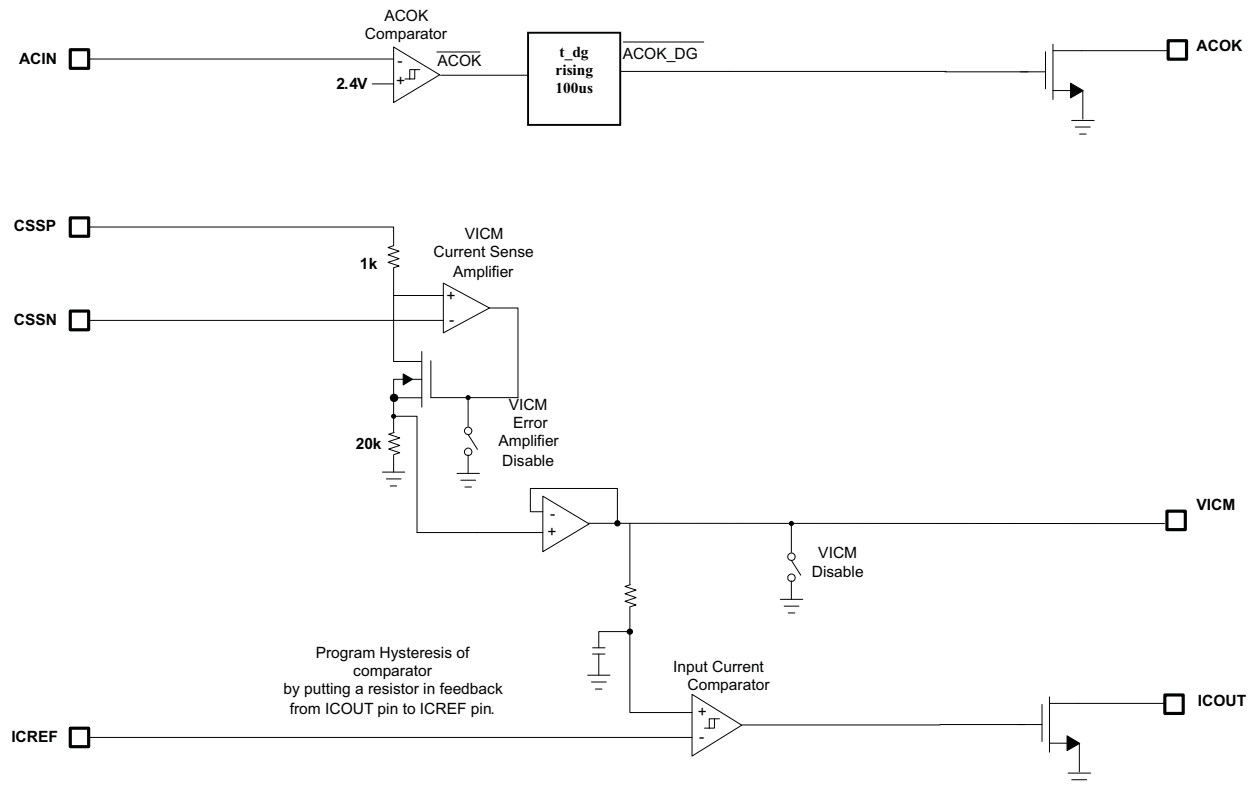 ACOK
Comparator
ACIN
-
+
2.4V
ACOK
t_dg
rising
100us
ACOK_DG
ACOK
CSSP
1k
VICM
Current Sense
Amplifier
+
-
CSSN
VICM
Error
Amplifier
Disable
20k
-
+
VICM
VICM
Disable
Program Hysteresis of
comparator
by putting a resistor in feedback
from ICOUT pin to ICREF pin.
Input Current
Comparator
+
-
ICOUT
ICREF